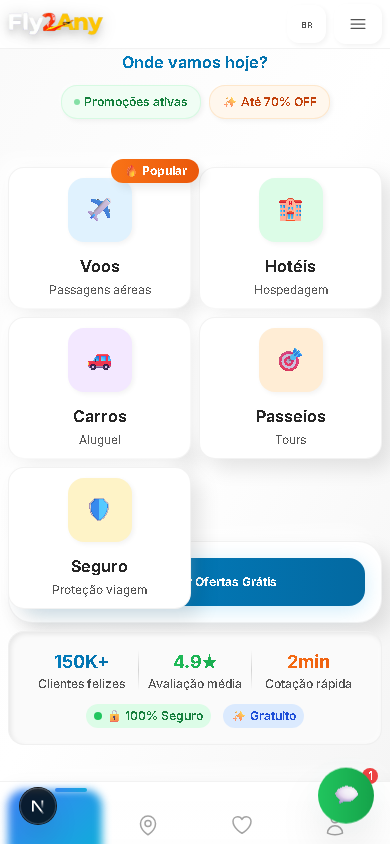 Fly2Any
BR
Onde vamos hoje?
Promoções ativas
Até 70% OFF
Popular
Voos
Passagens aéreas
Hotéis
Hospedagem
Carros
Aluguel
Passeios
Tours
Seguro
Proteção viagem
Ofertas Grátis
150K+
Clientes felizes
4.9★
Avaliação média
2min
Cotação rápida
100% Seguro
Gratuito
N
1